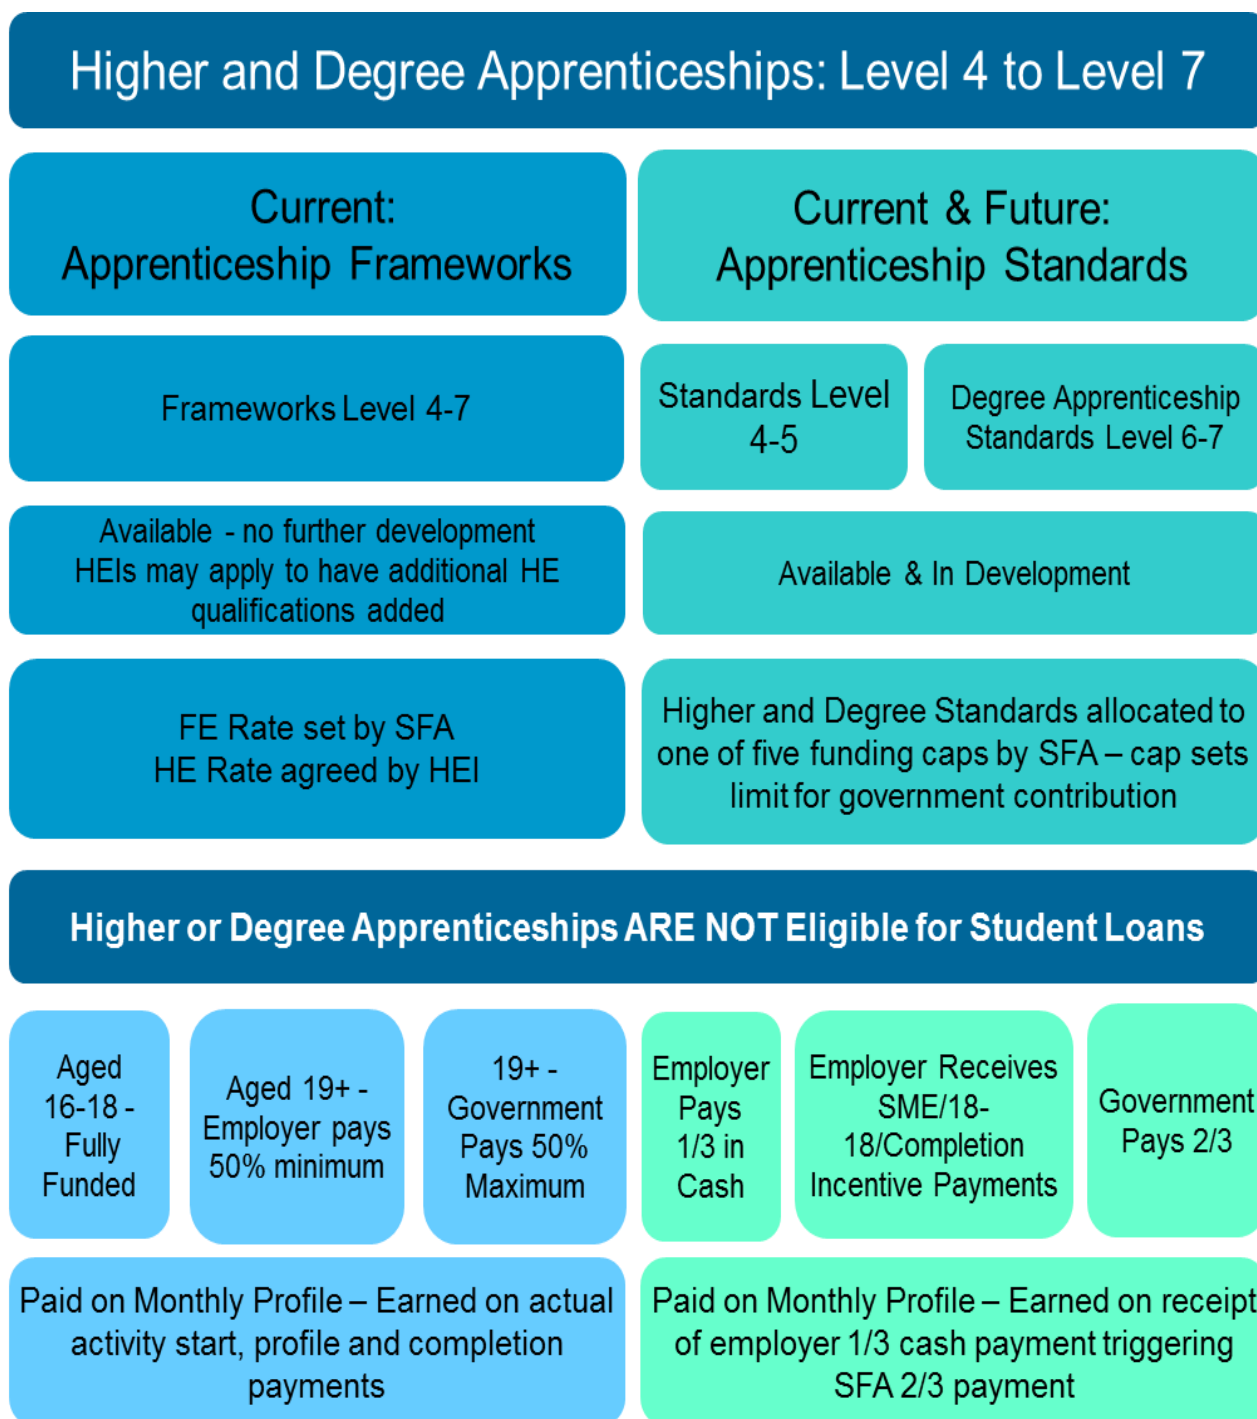 Higher and Degree Apprenticeships: Level 4 to Level 7
Current:
Apprenticeship Frameworks
Current & Future:
Apprenticeship Standards
Frameworks Level 4-7
Standards Level
4-5
Degree Apprenticeship
Standards Level 6-7
Available - no further development
HEIs may apply to have additional HE
qualifications added
Available & In Development
FE Rate set by SFA
HE Rate agreed by HEI
Higher and Degree Standards allocated to
one of five funding caps by SFA – cap sets
limit for government contribution
Higher or Degree Apprenticeships ARE NOT Eligible for Student Loans
Aged
16-18 -
Fully
Funded
Aged 19+ -
Employer pays
50% minimum
19+ -
Government
Pays 50%
Maximum
Employer
Pays
1/3 in
Cash
Employer Receives
SME/18-
18/Completion
Incentive Payments
Government
Pays 2/3
Paid on Monthly Profile – Earned on actual
activity start, profile and completion
payments
Paid on Monthly Profile – Earned on receipt
of employer 1/3 cash payment triggering
SFA 2/3 payment